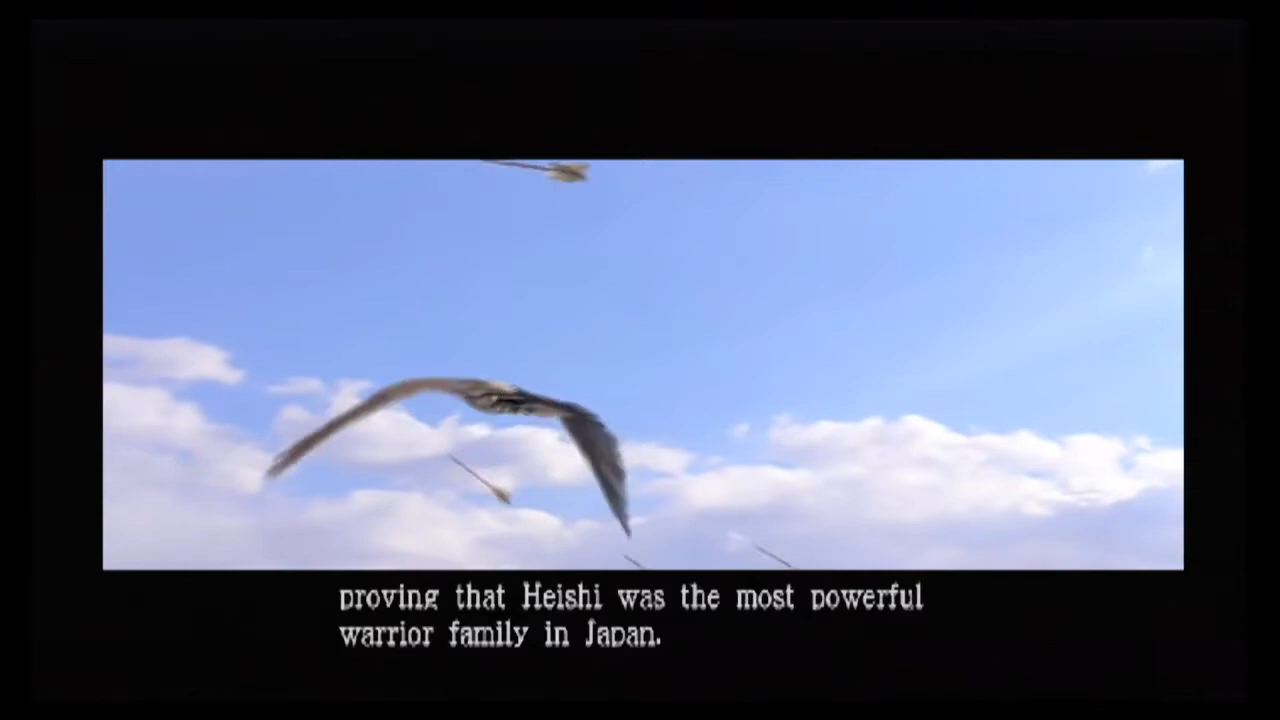 proving that Heishi was the most powerful
warrior family in Japan.